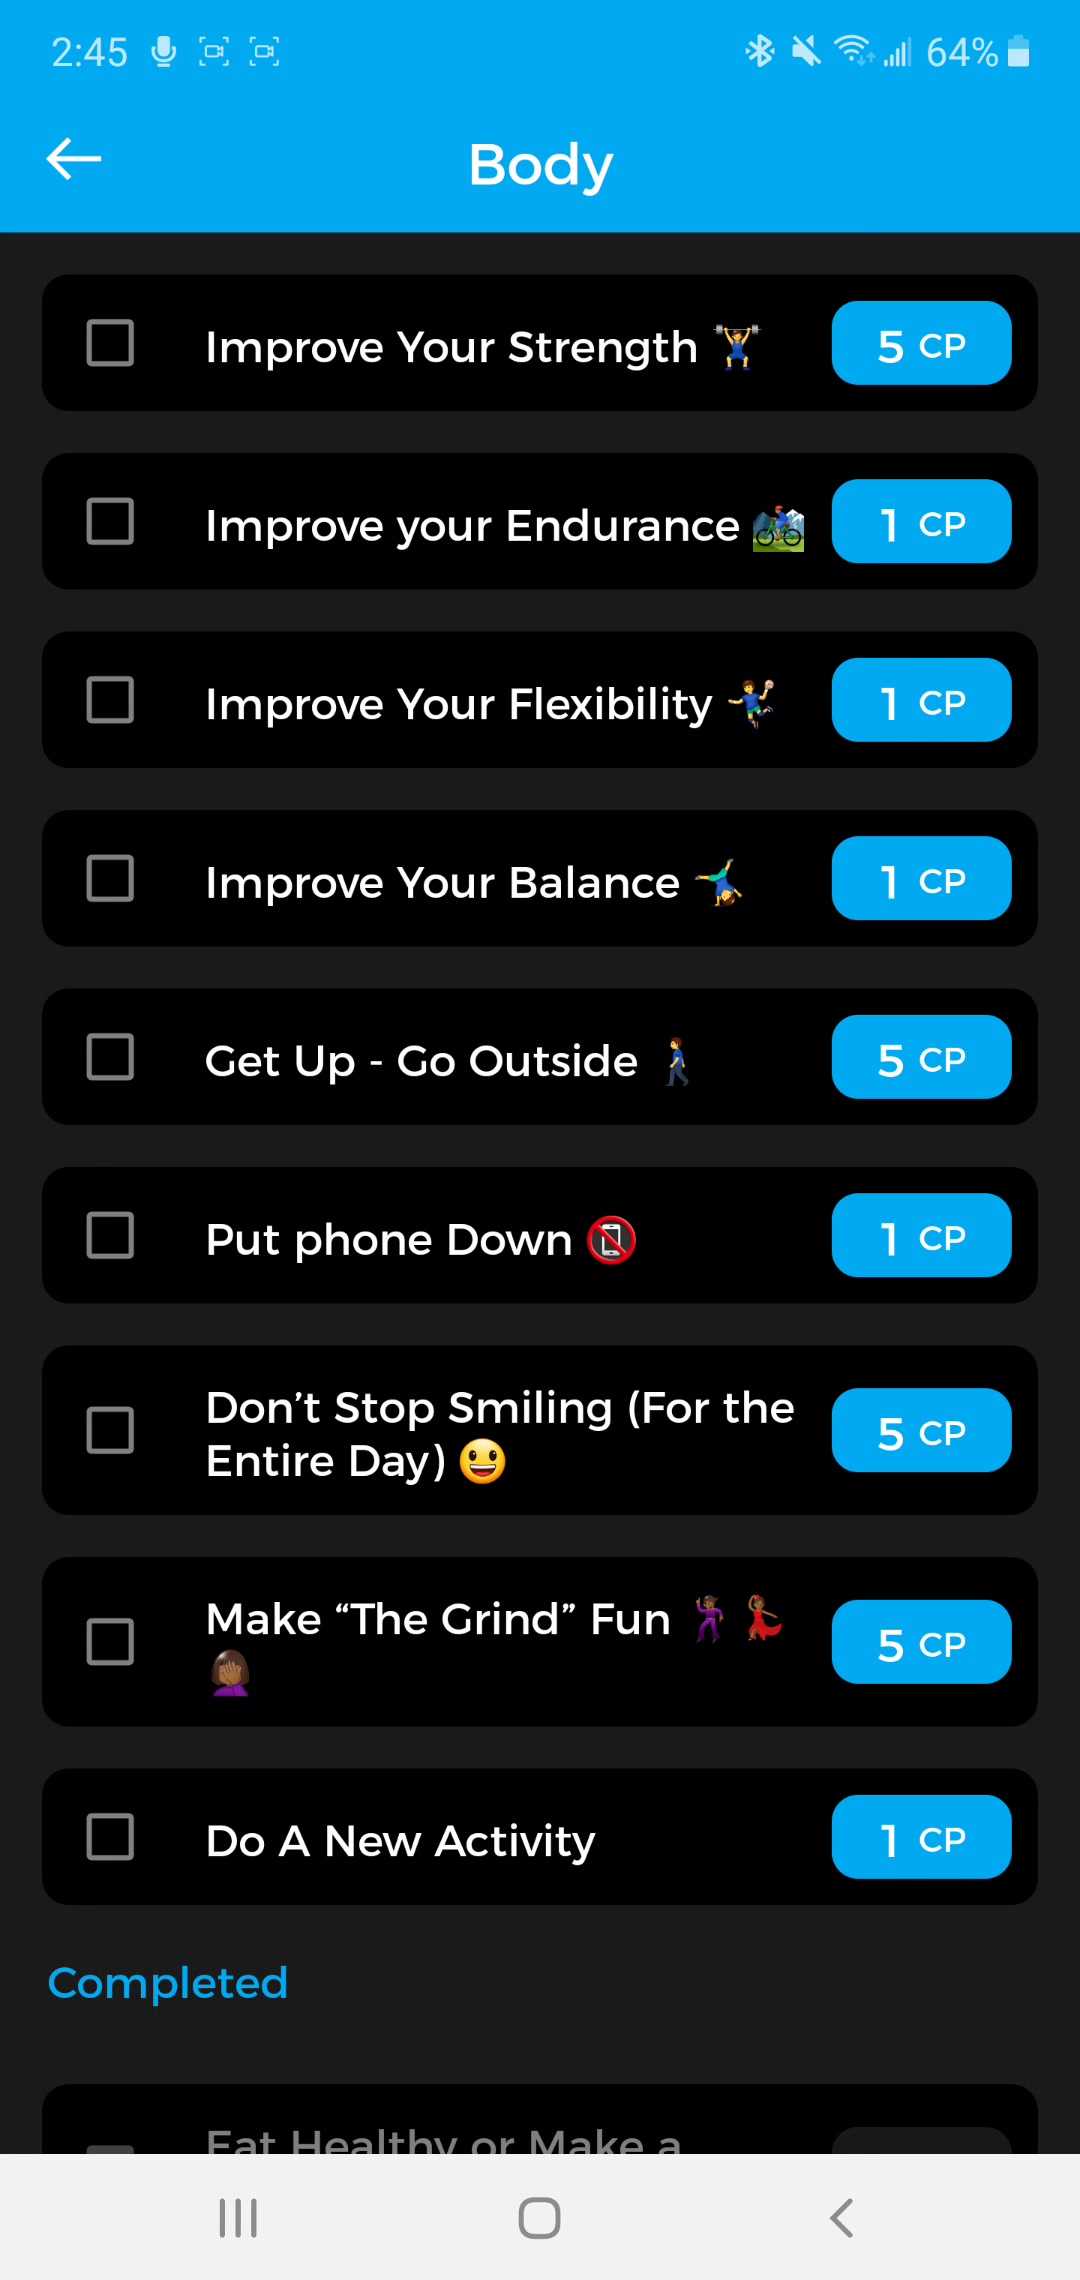 2:45
64%
Body
Improve Your Strength 🏋️ 5 CP
Improve your Endurance 🚵 1 CP
Improve Your Flexibility 🤾 1 CP
Improve Your Balance 🤸 1 CP
Get Up - Go Outside 🚶 5 CP
Put phone Down 📵 1 CP
Don’t Stop Smiling (For the
Entire Day) 😃
5 CP
Make “The Grind” Fun 🕺🏾 💃🏾
🤦🏾‍♀️
5 CP
Do A New Activity 1 CP
Completed
Eat Healthy or Make a